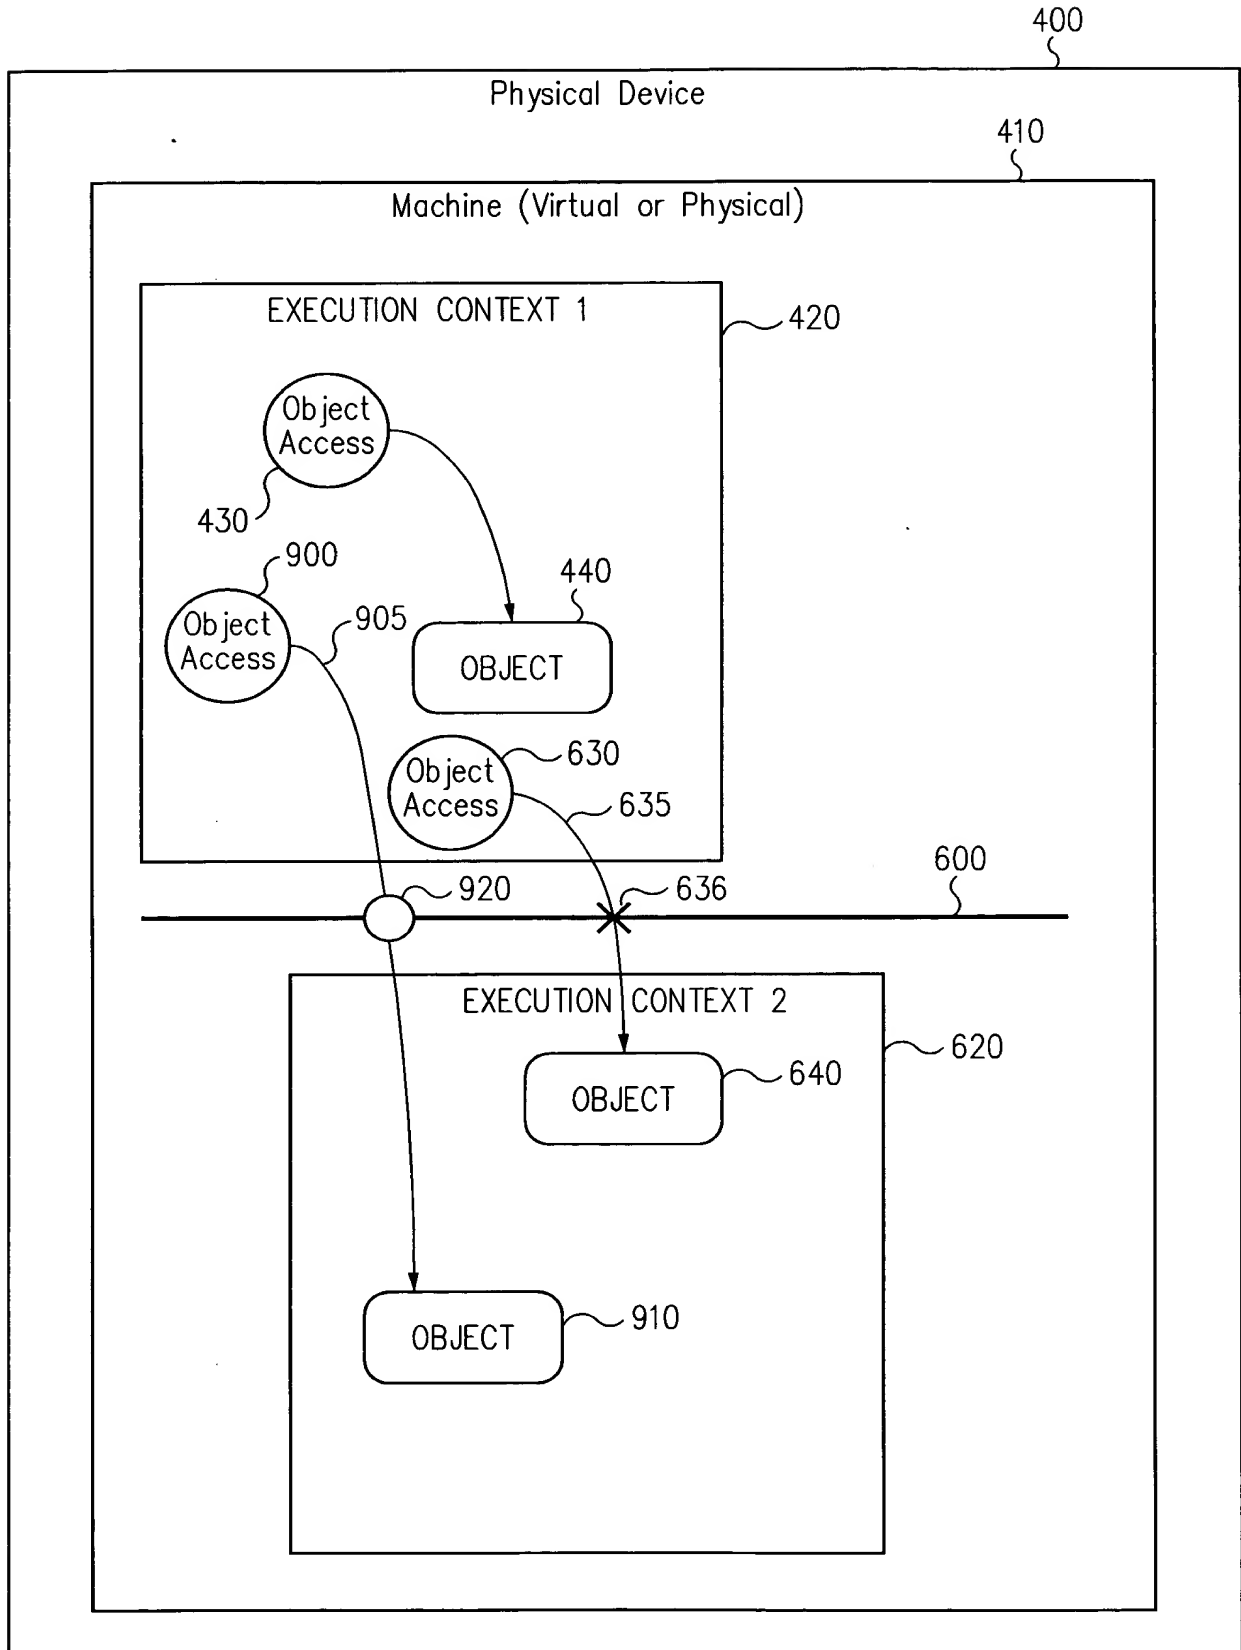 400
Physical Device
410
Machine (Virtual or Physical)
EXECUTION CONTEXT 1
420
Object
Access
430
900
440
905
Object
Access
OBJECT
630
Object
Access
635
600
920
636
EXECUTION CONTEXT 2
620
640
OBJECT
910
OBJECT